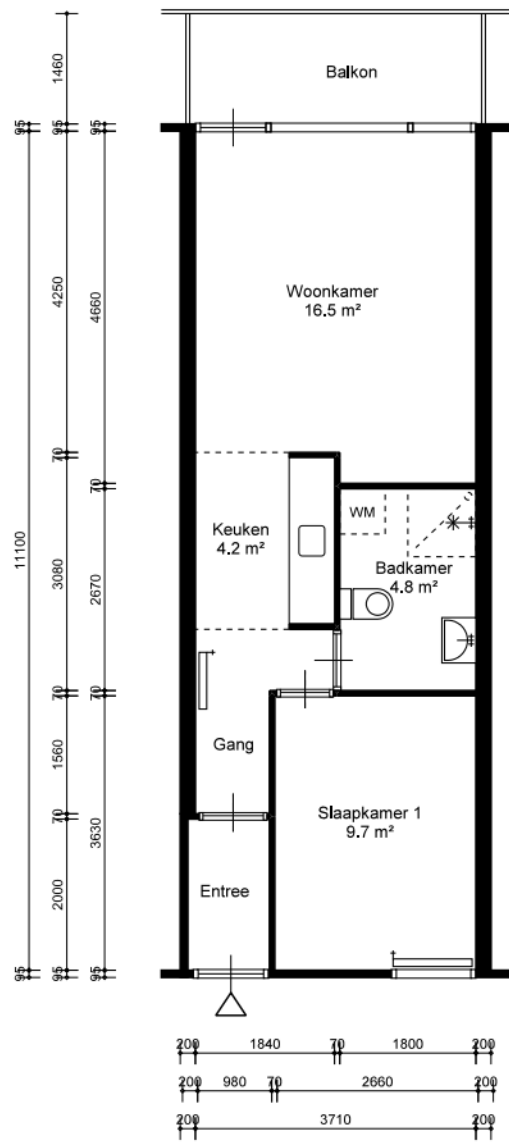 Balkon
Woonkamer
16.5 m²
Keuken
4.2 m²
WM
Badkamer
4.8 m²
Gang
Slaapkamer 1
9.7 m²
Entree
95
11100
95
1460
95
4250
70
3080
70
1560
70
2000
95
95
4660
70
2670
70
3630
95
200 1840 70 1800 200
200 980 70 2660 200
200 3710 200